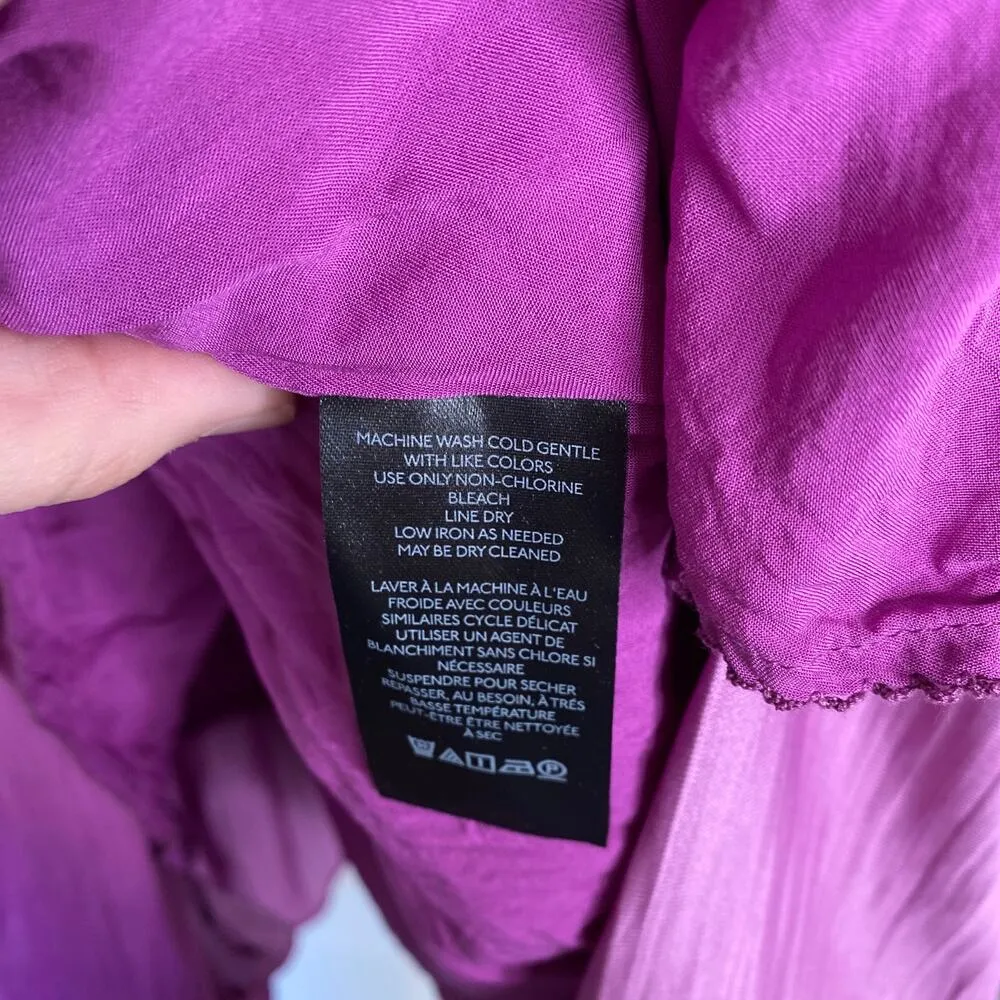 MACHINE WASH COLD GENTLE
WITH LIKE COLORS
USE ONLY NON-CHLORINE
BLEACH
LINE DRY
LOW IRON AS NEEDED
MAY BE DRY CLEANED
LAVER À LA MACHINE À L'EAU
FROIDE AVEC COULEURS
SIMILAIRES CYCLE DÉLICAT
UTILISER UN AGENT DE
BLANCHIMENT SANS CHLORE SI
NÉCESSAIRE
SUSPENDRE POUR SECHER
REPASSER, AU BESOIN, À TRÉS
BASSE TEMPÉRATURE
PEUT-ÊTRE ÊTRE NETTOYÉE
À SEC
P